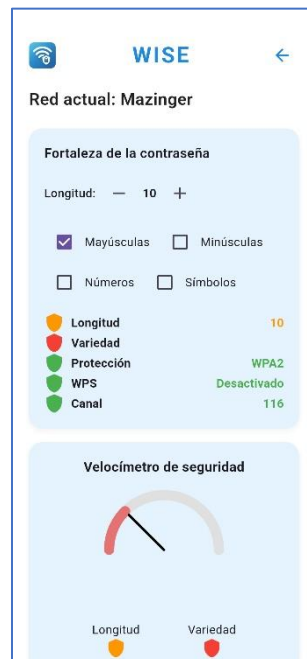 WISE
Red actual: Mazinger
Fortaleza de la contraseña
Longitud: — 10 +
Mayúsculas Minúsculas
Números Símbolos
Longitud 10
Variedad
Protección WPA2
WPS Desactivado
Canal 116
Velocímetro de seguridad
Longitud Variedad